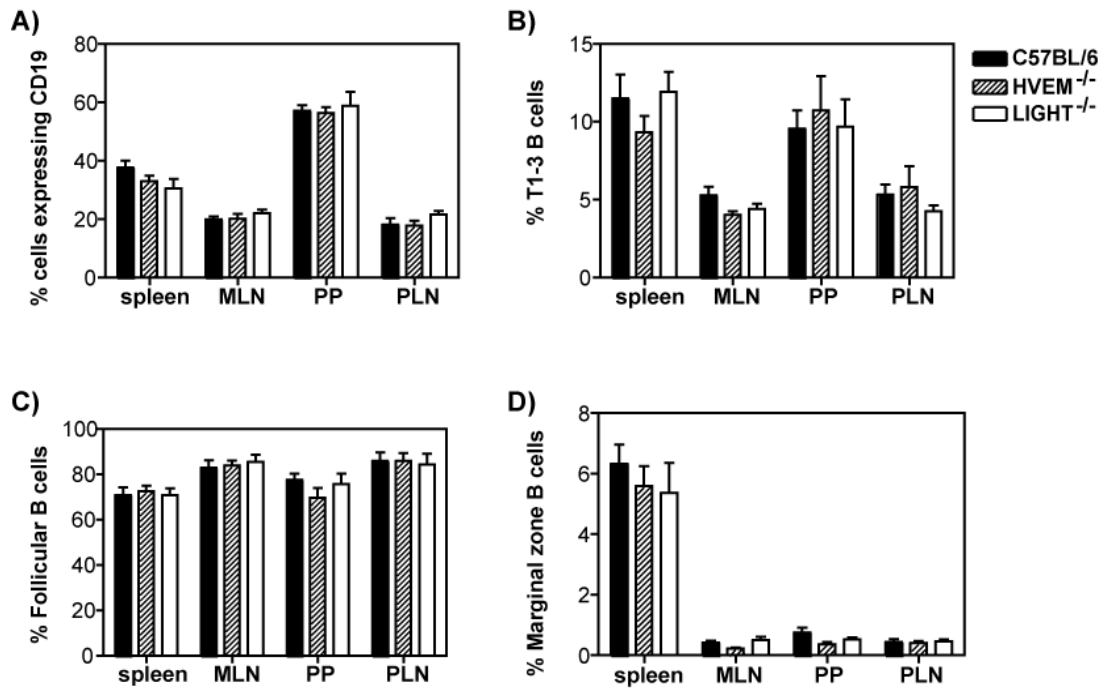 A)
% cells expressing CD19
80
60
40
20
0
spleen MLN PP PLN
B)
% T1-3 B cells
15
10
5
0
spleen MLN PP PLN
C57BL/6
HVEM-/-
LIGHT-/-
C)
% Follicular B cells
100
80
60
40
20
0
spleen MLN PP PLN
D)
% Marginal zone B cells
8
6
4
2
0
spleen MLN PP PLN